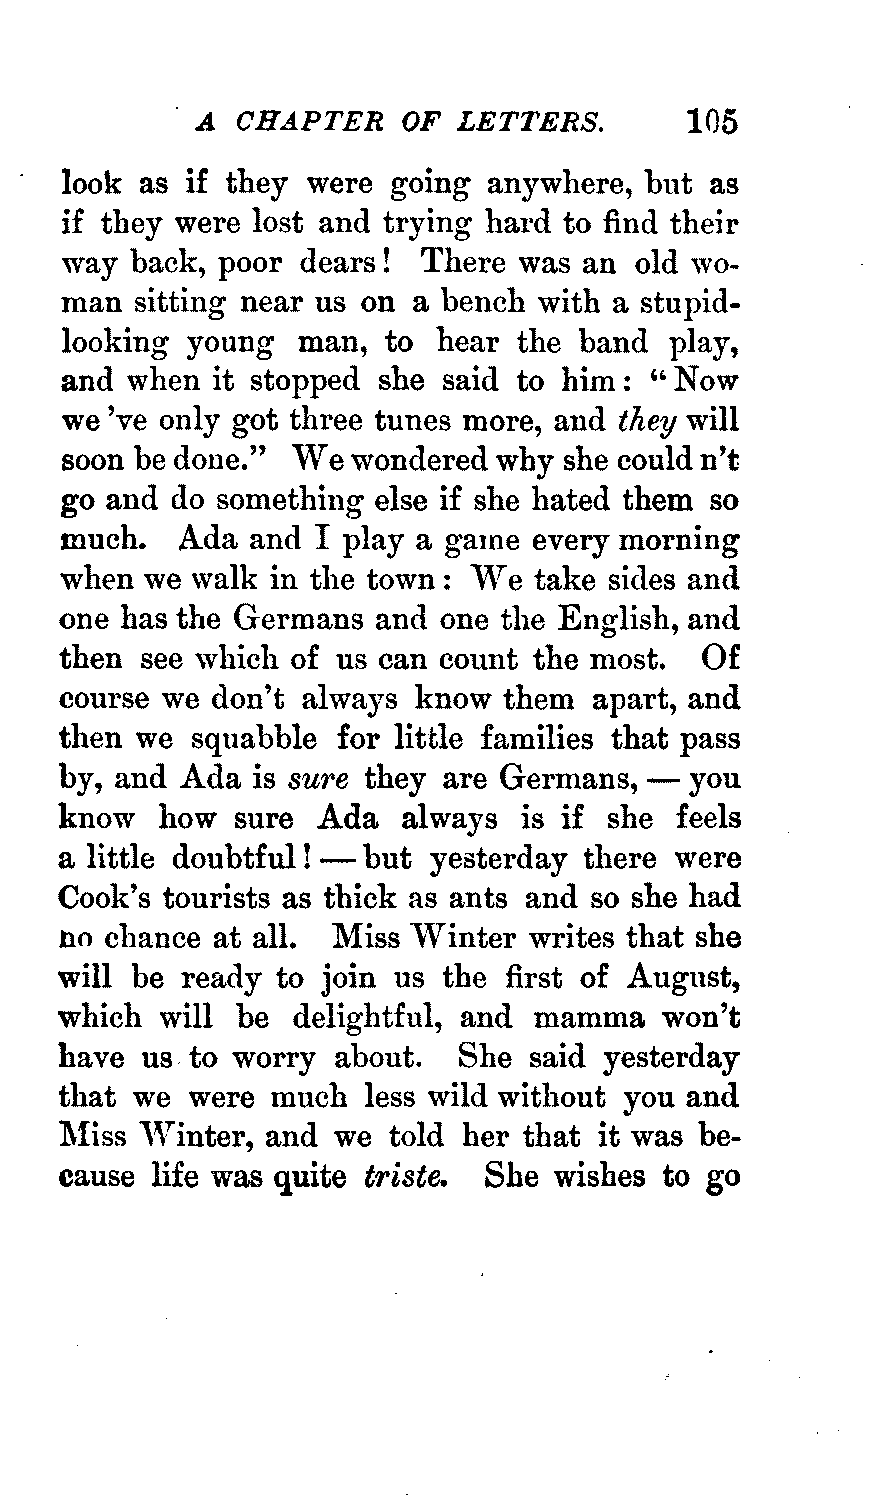 A CHAPTER OF LETTERS. 105
look as if they were going anywhere, but as
if they were lost and trying hard to find their
way back, poor dears! There was an old wo-
man sitting near us on a bench with a stupid-
looking young man, to hear the band play,
and when it stopped she said to him: “Now
we 've only got three tunes more, and they will
soon be done.” We wondered why she could n't
go and do something else if she hated them so
much. Ada and I play a game every morning
when we walk in the town: We take sides and
one has the Germans and one the English, and
then see which of us can count the most. Of
course we don't always know them apart, and
then we squabble for little families that pass
by, and Ada is sure they are Germans, — you
know how sure Ada always is if she feels
a little doubtful! — but yesterday there were
Cook's tourists as thick as ants and so she had
no chance at all. Miss Winter writes that she
will be ready to join us the first of August,
which will be delightful, and mamma won't
have us to worry about. She said yesterday
that we were much less wild without you and
Miss Winter, and we told her that it was be-
cause life was quite triste. She wishes to go